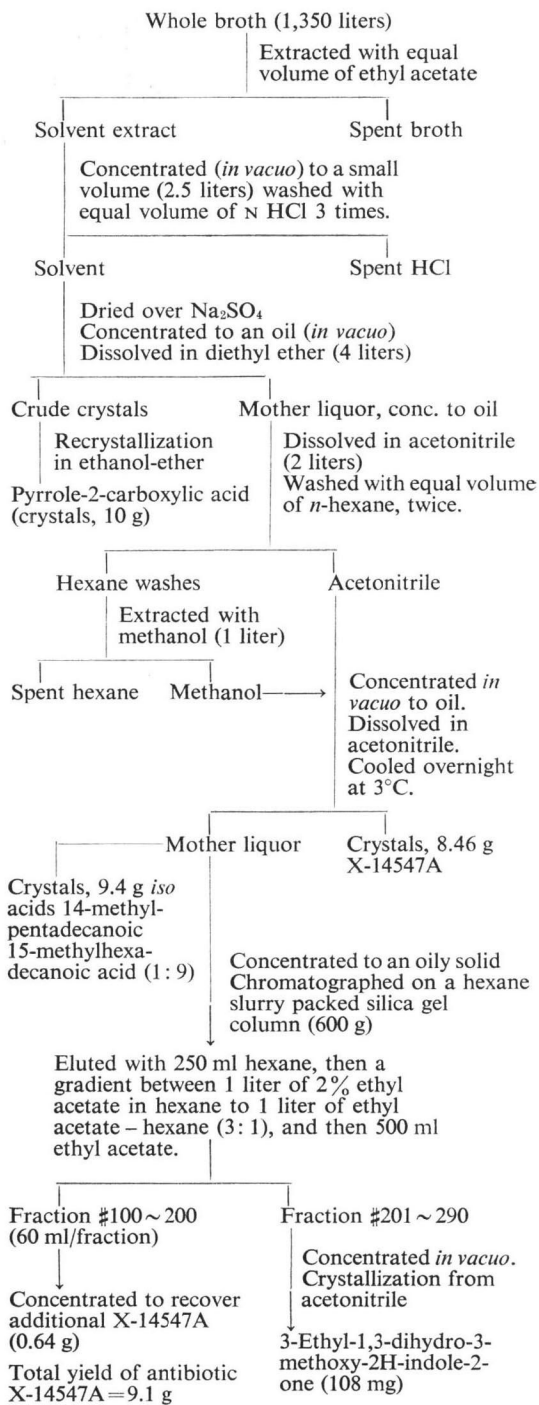 Whole broth (1,350 liters)
Extracted with equal
volume of ethyl acetate
Solvent extract
Spent broth
Concentrated (in vacuo) to a small
volume (2.5 liters) washed with
equal volume of N HCl 3 times.
Solvent
Spent HCl
Dried over Na₂SO₄
Concentrated to an oil (in vacuo)
Dissolved in diethyl ether (4 liters)
Crude crystals
Mother liquor, conc. to oil
Recrystallization
in ethanol-ether
Pyrrole-2-carboxylic acid
(crystals, 10 g)
Dissolved in acetonitrile
(2 liters)
Washed with equal volume
of n-hexane, twice.
Hexane washes
Acetonitrile
Extracted with
methanol (1 liter)
Spent hexane
Methanol
Concentrated in
vacuo to oil.
Dissolved in
acetonitrile.
Cooled overnight
at 3°C.
Mother liquor
Crystals, 8.46 g
X-14547A
Crystals, 9.4 g iso
acids 14-methyl-
pentadecanoic
15-methylhexa-
decanoic acid (1: 9)
Concentrated to an oily solid
Chromatographed on a hexane
slurry packed silica gel
column (600 g)
Eluted with 250 ml hexane, then a
gradient between 1 liter of 2% ethyl
acetate in hexane to 1 liter of ethyl
acetate – hexane (3: 1), and then 500 ml
ethyl acetate.
Fraction ♯100~200
(60 ml/fraction)
Fraction ♯201~290
Concentrated in vacuo.
Crystallization from
acetonitrile
Concentrated to recover
additional X-14547A
(0.64 g)
Total yield of antibiotic
X-14547A=9.1 g
3-Ethyl-1,3-dihydro-3-
methoxy-2H-indole-2-
one (108 mg)